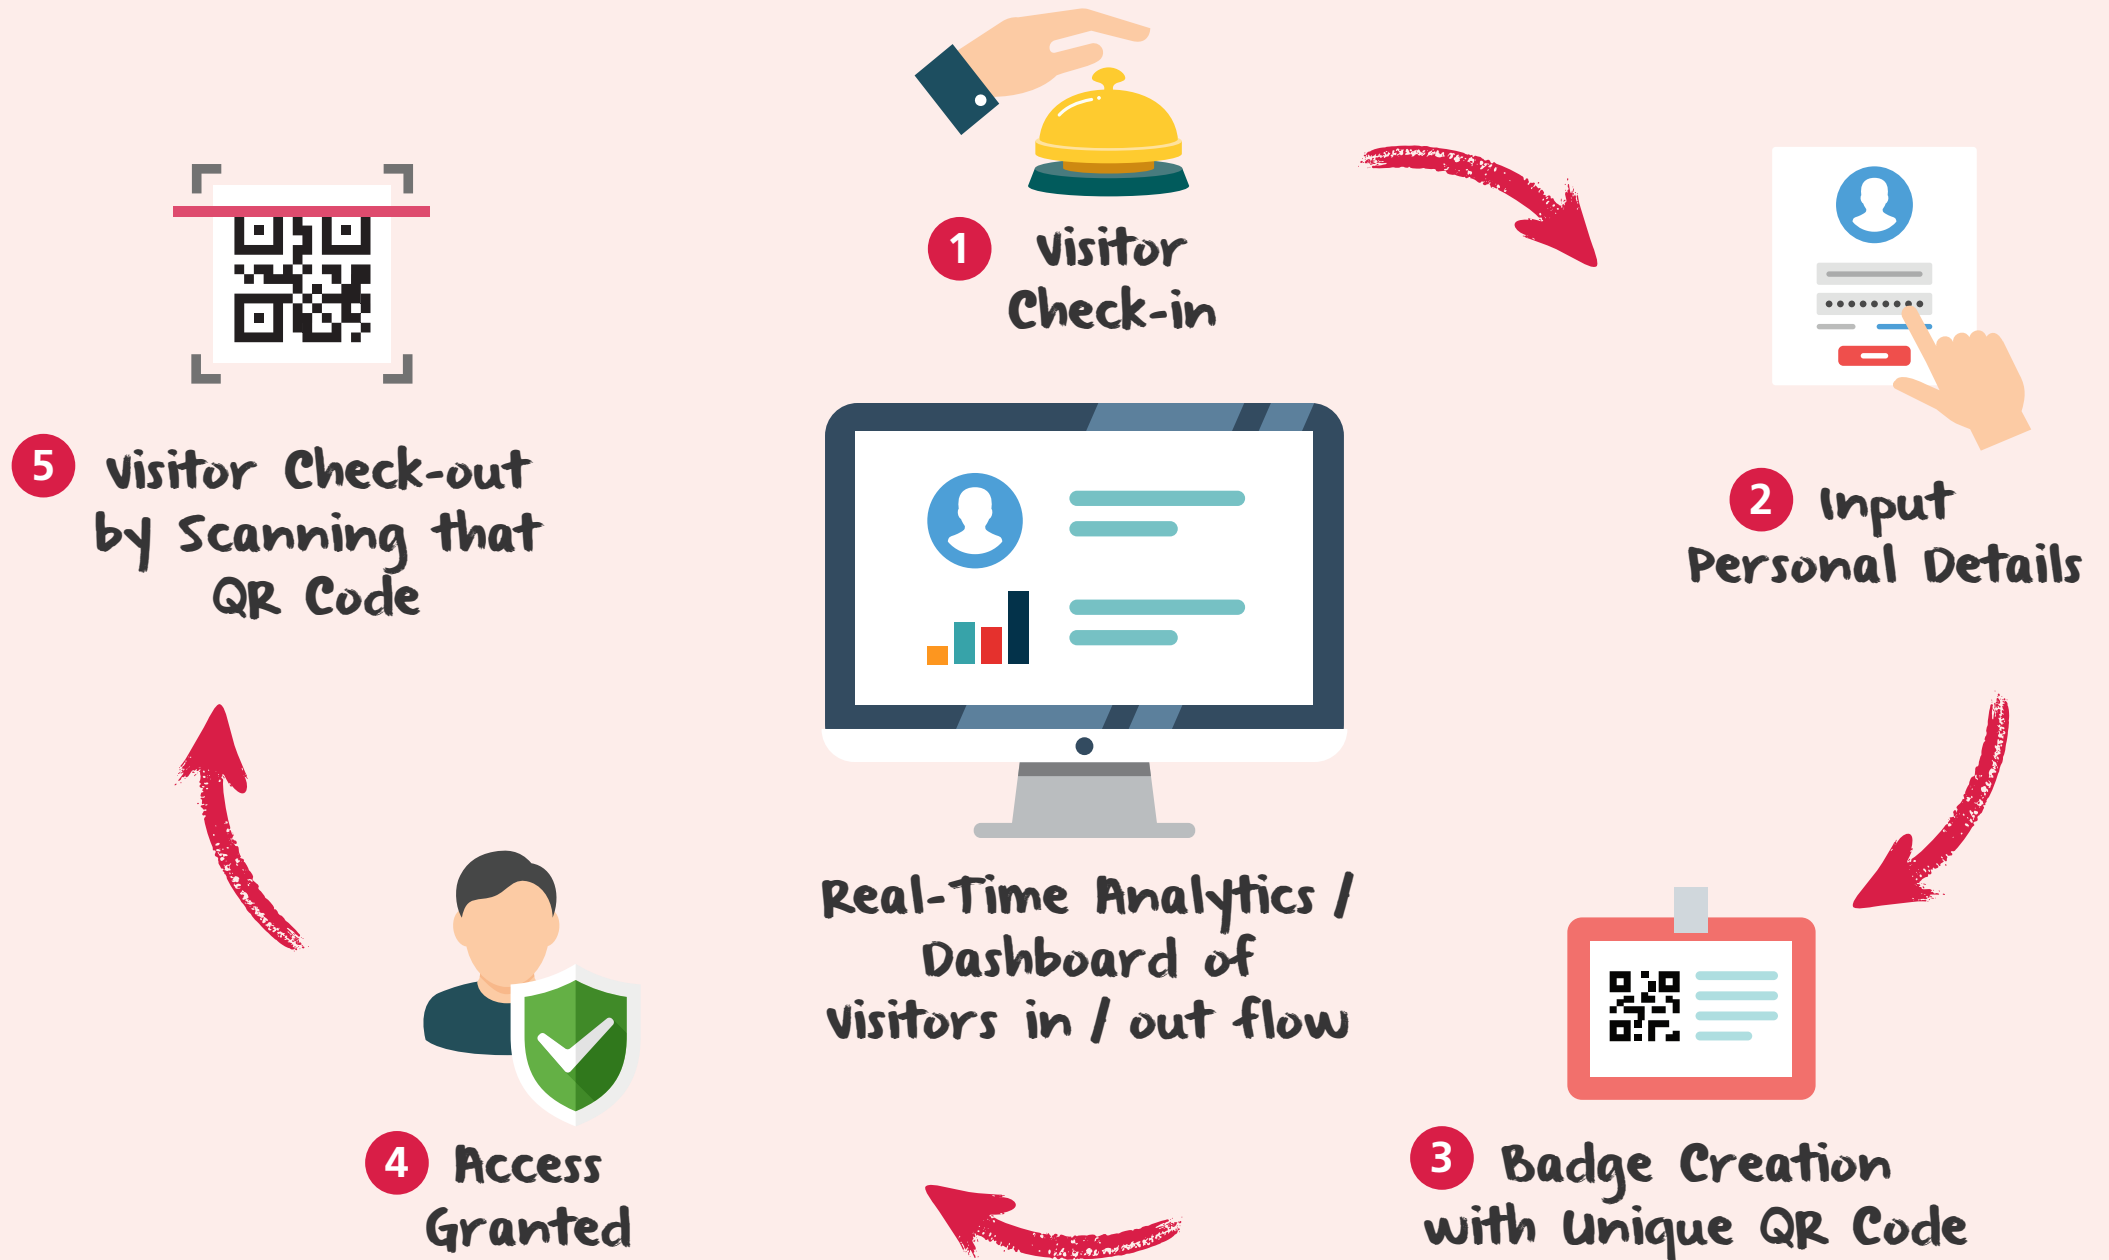 1
Visitor
Check-in
2
Input
Personal Details
3
Badge Creation
with Unique QR Code
4
Access
Granted
5
Visitor Check-out
by Scanning that
QR Code
Real-Time Analytics /
Dashboard of
Visitors in / out flow